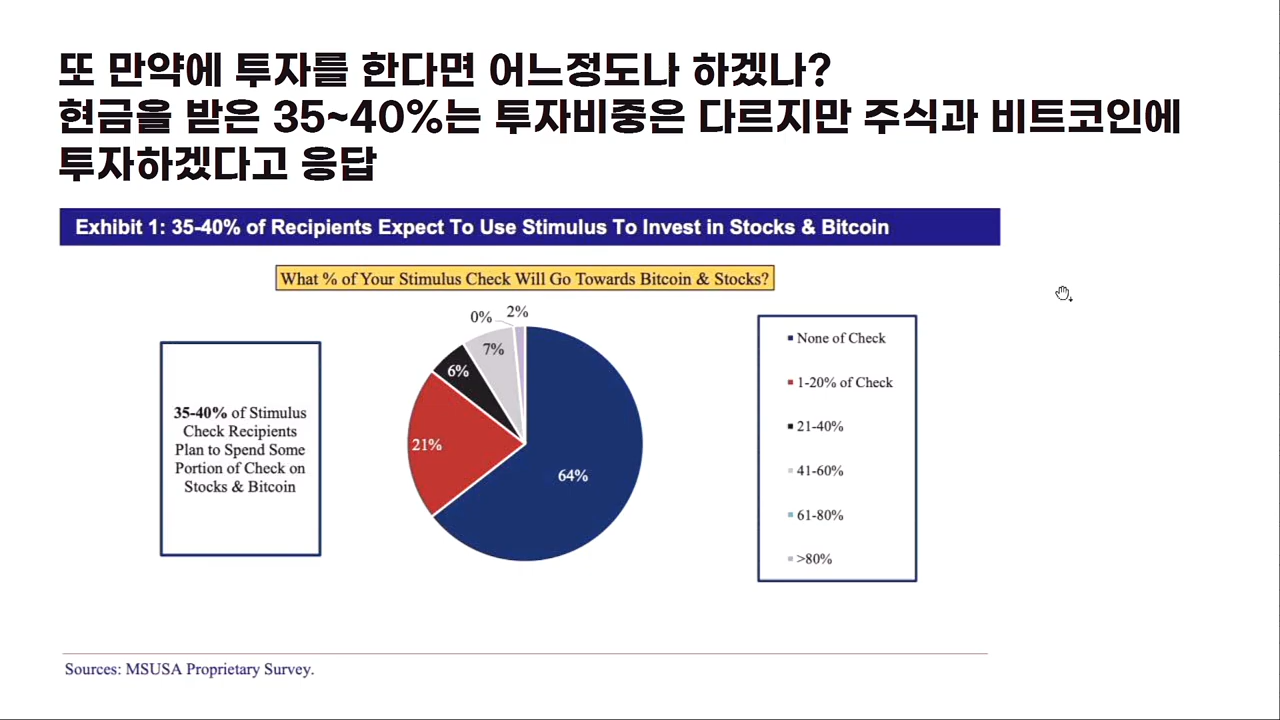 또 만약에 투자를 한다면 어느정도나 하겠나?
현금을 받은 35~40%는 투자비중은 다르지만 주식과 비트코인에
투자하겠다고 응답
Exhibit 1: 35-40% of Recipients Expect To Use Stimulus To Invest in Stocks & Bitcoin
What % of Your Stimulus Check Will Go Towards Bitcoin & Stocks?
35-40% of Stimulus
Check Recipients
Plan to Spend Some
Portion of Check on
Stocks & Bitcoin
0%
2%
7%
6%
21%
64%
None of Check
1-20% of Check
21-40%
41-60%
61-80%
>80%
Sources: MSUSA Proprietary Survey.